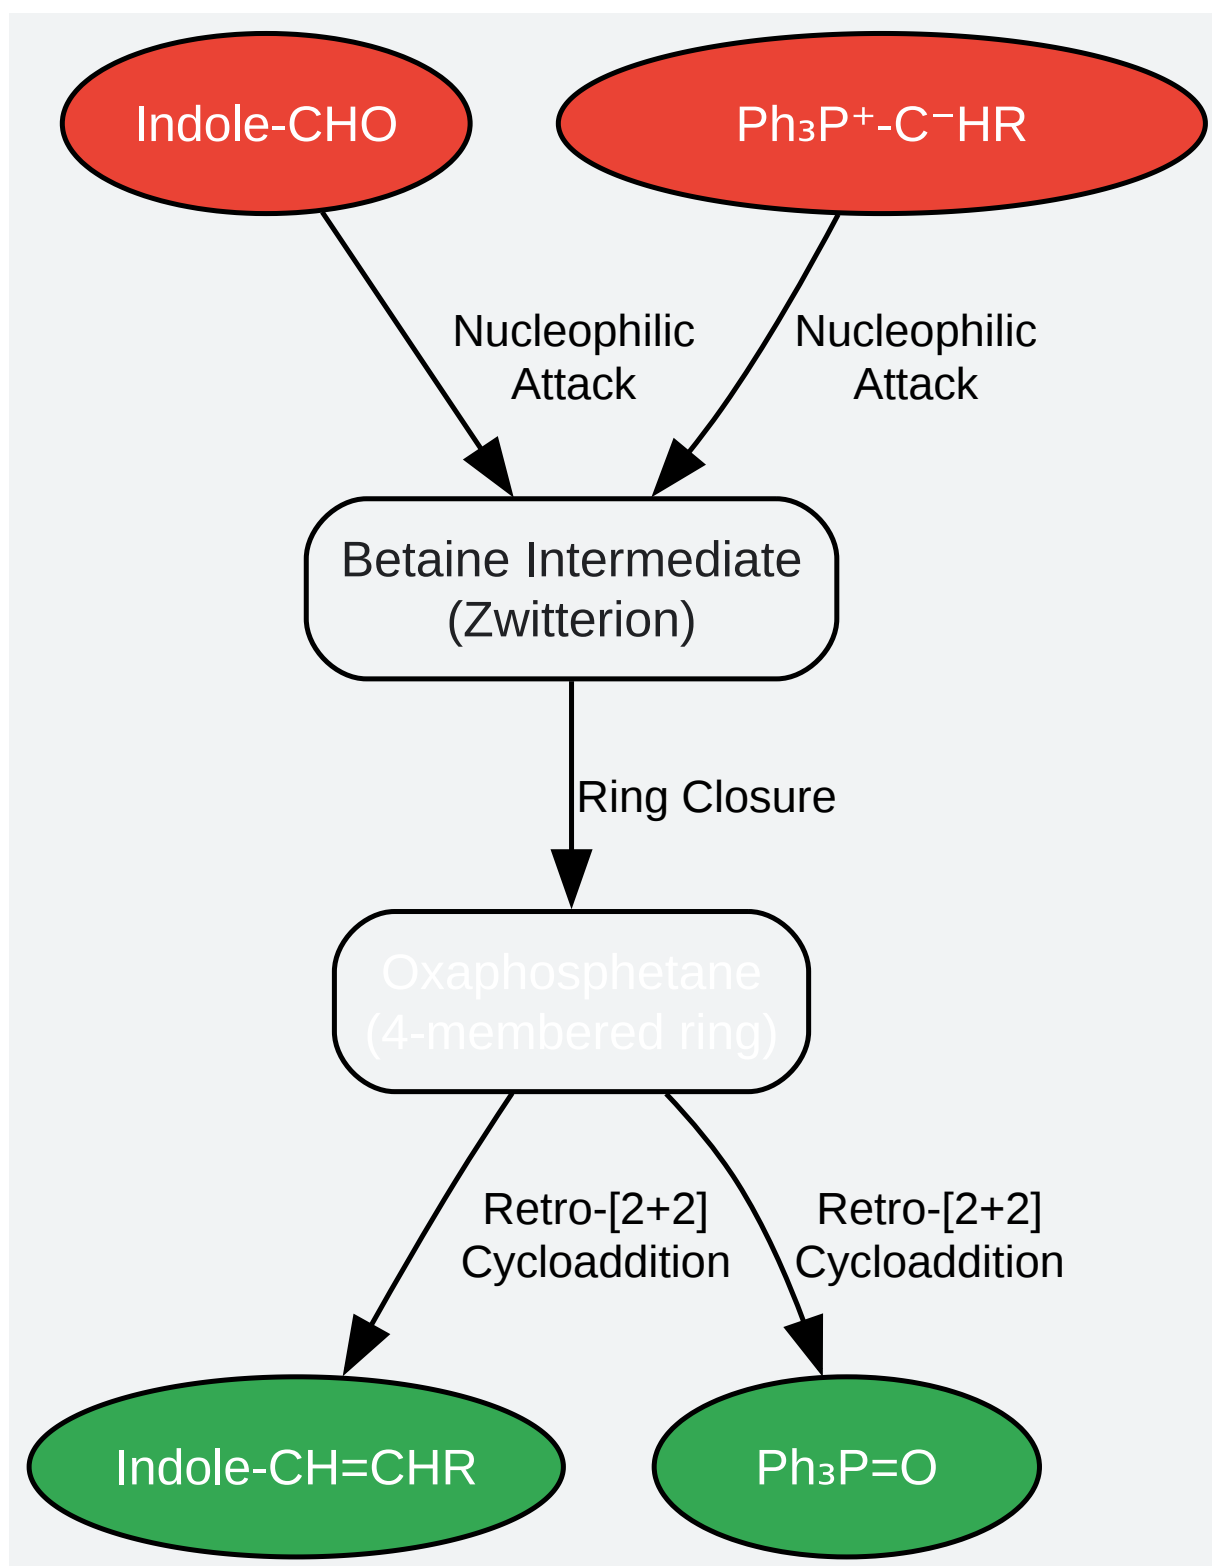 Indole-CHO
Ph₃P⁺-C⁻HR
Nucleophilic
Attack
Nucleophilic
Attack
Betaine Intermediate
(Zwitterion)
Ring Closure
Oxaphosphetane
(4-membered ring)
Retro-[2+2]
Cycloaddition
Retro-[2+2]
Cycloaddition
Indole-CH=CHR
Ph₃P=O